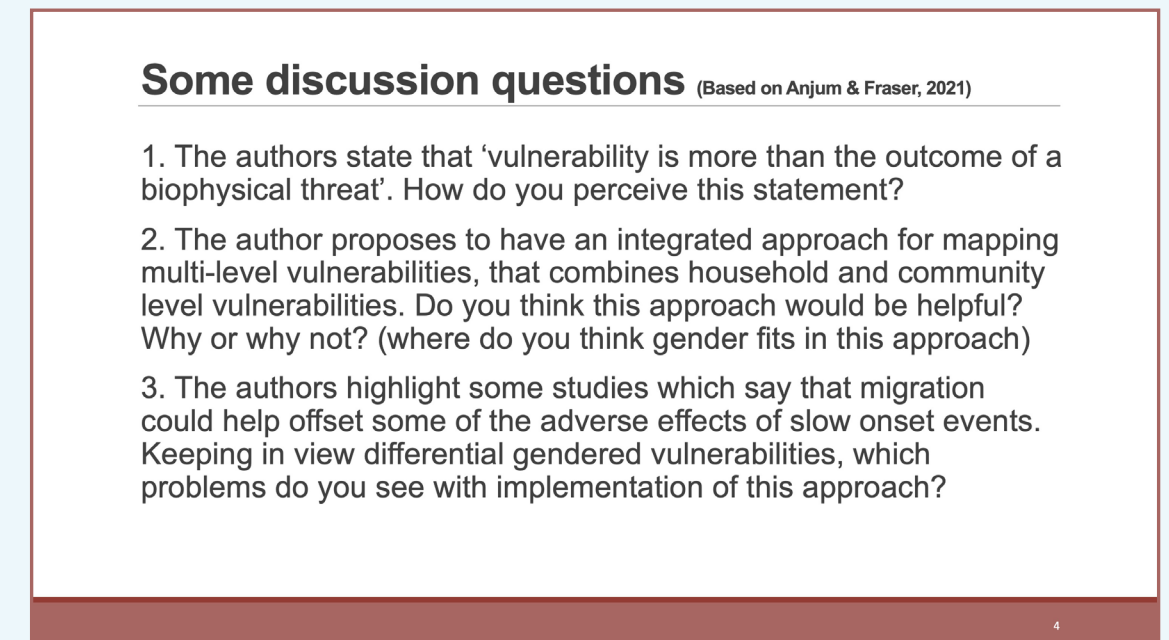 Some discussion questions (Based on Anjum & Fraser, 2021)
1. The authors state that ‘vulnerability is more than the outcome of a
biophysical threat’. How do you perceive this statement?
2. The author proposes to have an integrated approach for mapping
multi-level vulnerabilities, that combines household and community
level vulnerabilities. Do you think this approach would be helpful?
Why or why not? (where do you think gender fits in this approach)
3. The authors highlight some studies which say that migration
could help offset some of the adverse effects of slow onset events.
Keeping in view differential gendered vulnerabilities, which
problems do you see with implementation of this approach?
4